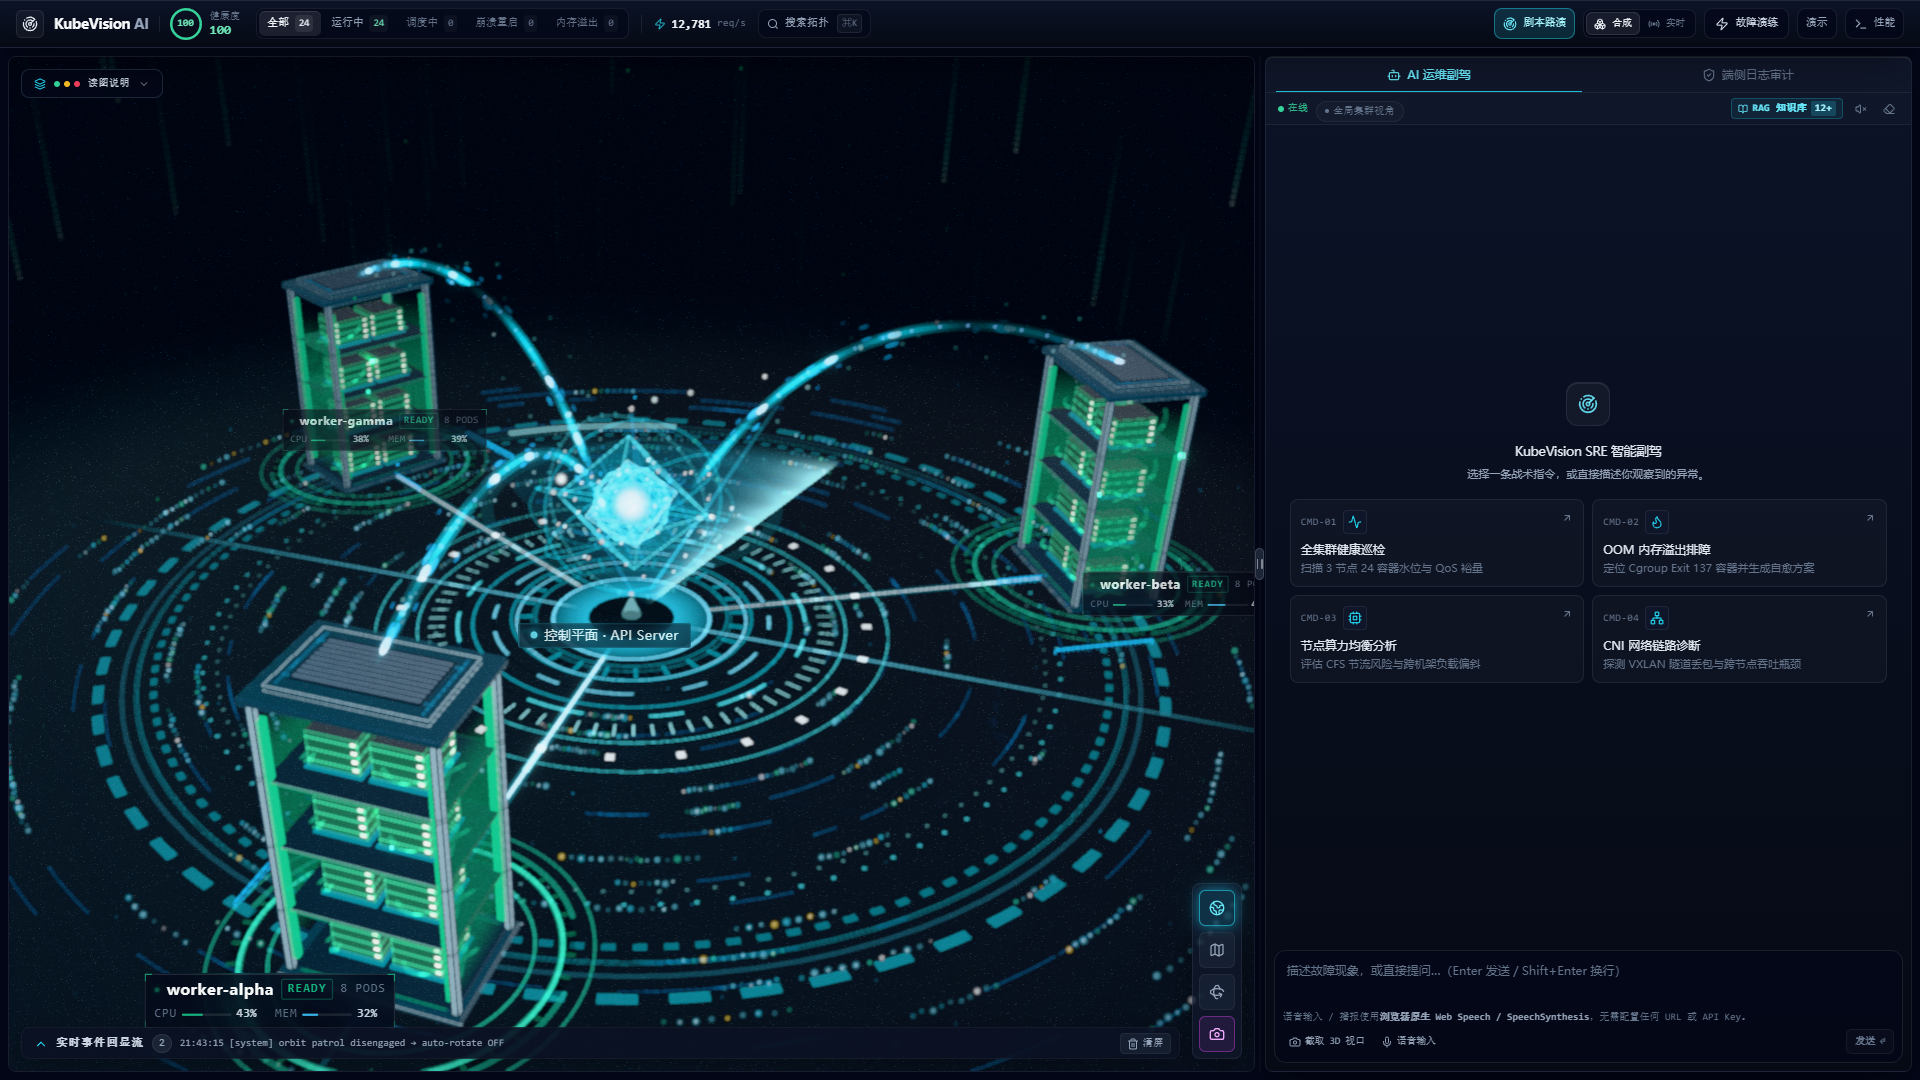 KubeVision AI
100
健康度
100
全部 24
运行中 24
调度中 0
崩溃重启 0
内存溢出 0
12,781 req/s
搜索拓扑 ⌘K
剧本路演
合成
实时
故障演练
演示
性能
读图说明
worker-gamma READY 8 PODS
CPU 38% MEM 39%
worker-beta READY 8
CPU 33% MEM
控制平面 · API Server
worker-alpha READY 8 PODS
CPU 43% MEM 32%
实时事件回显流 2 21:43:15 [system] orbit patrol disengaged → auto-rotate OFF
清屏
AI 运维副驾
端侧日志审计
在线
全局集群视角
RAG 知识库 12+
KubeVision SRE 智能副驾
选择一条战术指令，或直接描述你观察到的异常。
CMD-01
全集群健康巡检
扫描 3 节点 24 容器水位与 QoS 裕量
CMD-02
OOM 内存溢出排障
定位 Cgroup Exit 137 容器并生成自愈方案
CMD-03
节点算力均衡分析
评估 CFS 节流风险与跨机架负载偏斜
CMD-04
CNI 网络链路诊断
探测 VXLAN 隧道丢包与跨节点吞吐瓶颈
描述故障现象，或直接提问…（Enter 发送 / Shift+Enter 换行）
语音输入 / 播报使用浏览器原生 Web Speech / SpeechSynthesis，无需配置任何 URL 或 API Key。
截取 3D 视口
语音输入
发送